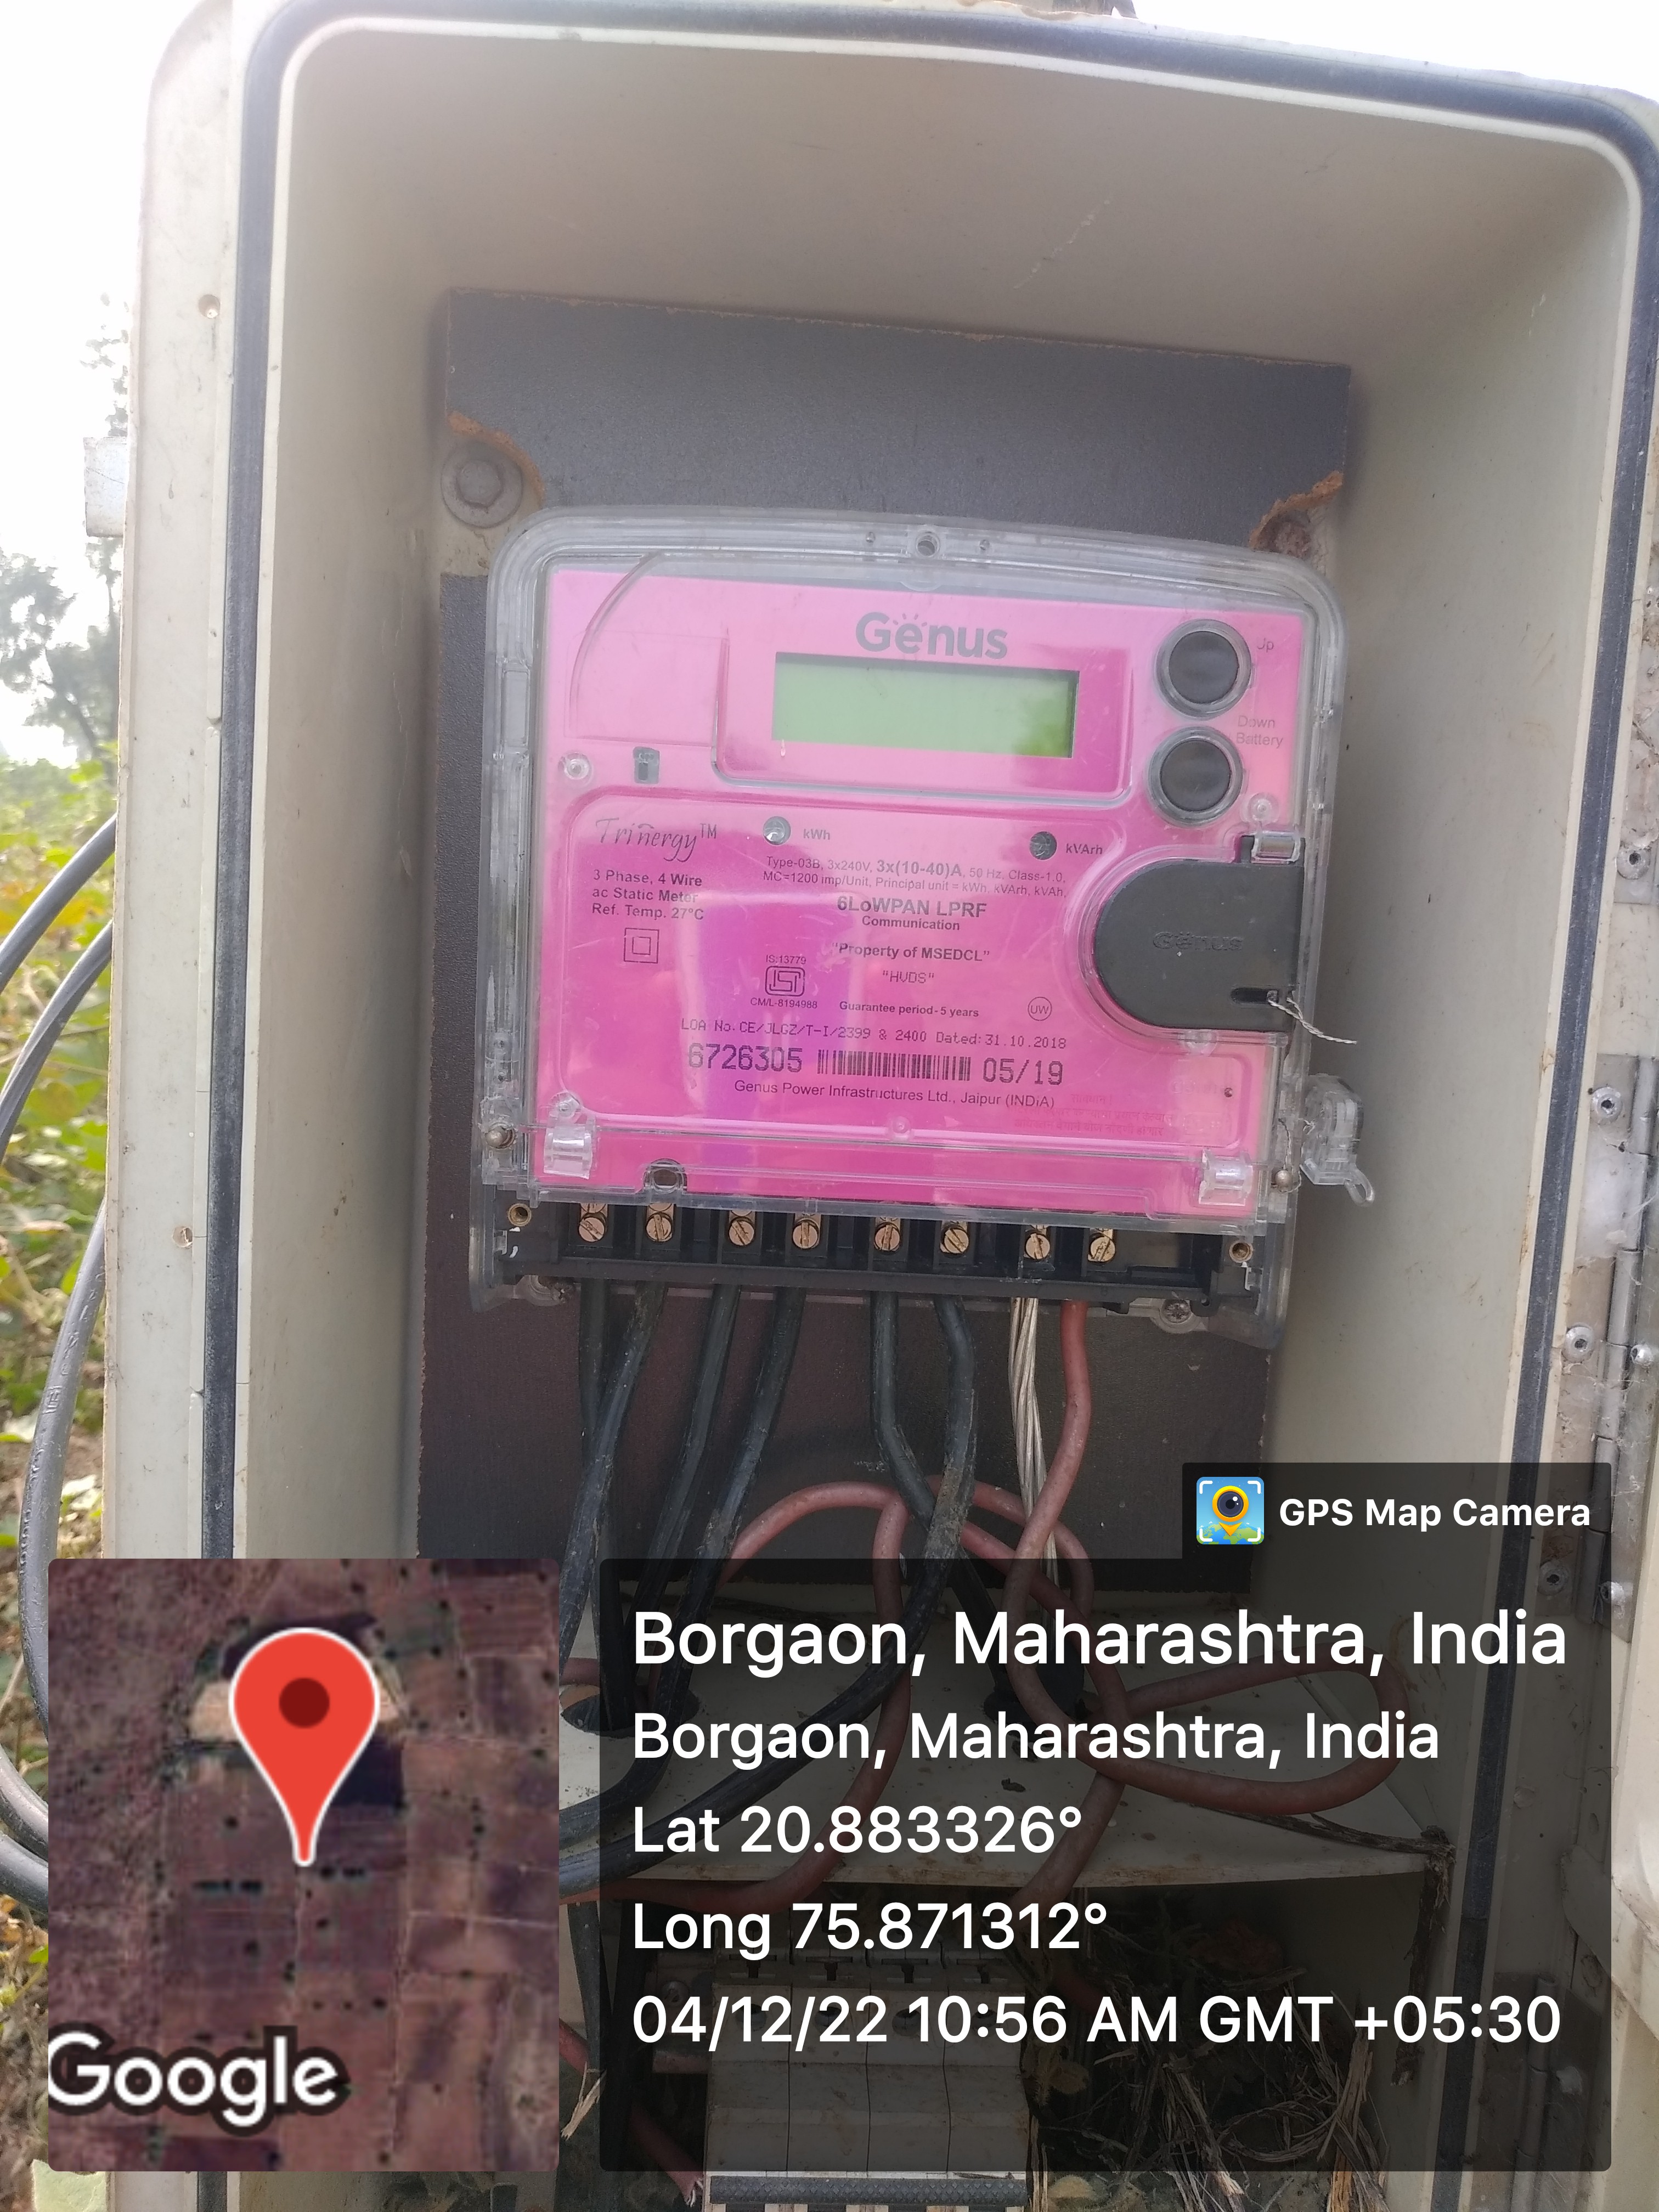 Genus
Up
Down
Battery
Trinergy™
kWh
kVArh
3 Phase, 4 Wire
ac Static Meter
Ref. Temp. 27°C
Type-03B, 3x240V, 3x(10-40)A, 50 Hz, Class-1.0,
MC=1200 imp/Unit, Principal unit = kWh, kVArh, kVAh,
6LoWPAN LPRF
Communication
"Property of MSEDCL"
"HVDS"
Genus
IS:13779
ISI
CM/L-8194988
Guarantee period- 5 years
UW
LOA No. CE/JLGZ/T-I/2399 & 2400 Dated:31.10.2018
6726305 05/19
Genus Power Infrastructures Ltd., Jaipur (INDIA)
GPS Map Camera
Borgaon, Maharashtra, India
Borgaon, Maharashtra, India
Lat 20.883326°
Long 75.871312°
04/12/22 10:56 AM GMT +05:30
Google